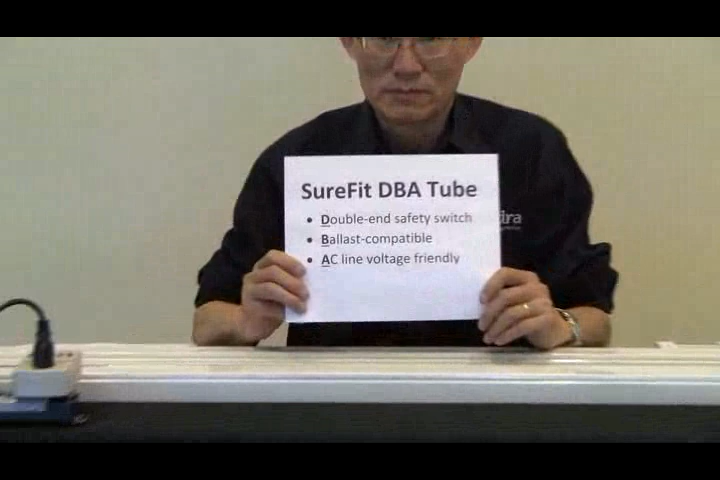 SureFit DBA Tube
• Double-end safety switch
• Ballast-compatible
• AC line voltage friendly